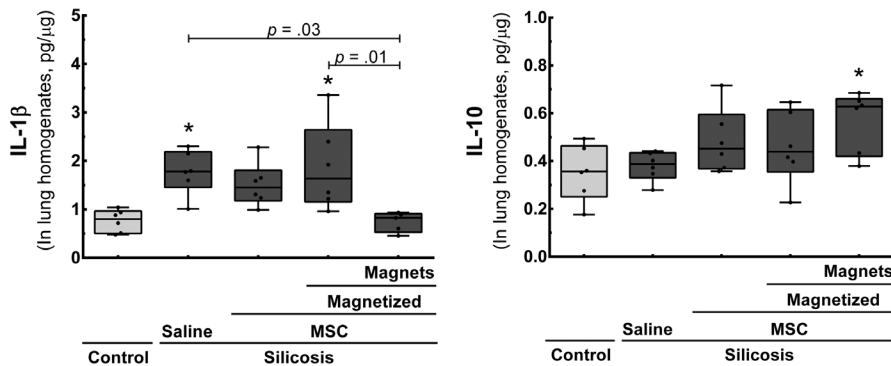 IL-1β
(In lung homogenates, pg/μg)
5
4
3
2
1
0
p = .03
p = .01
*
*
Magnets
Magnetized
Saline
MSC
Control
Silicosis
IL-10
(In lung homogenates, pg/μg)
1.0
0.8
0.6
0.4
0.2
0.0
*
Magnets
Magnetized
Saline
MSC
Control
Silicosis